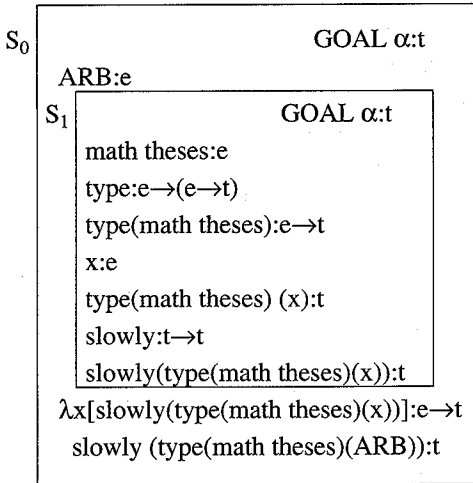 S₀ GOAL α:t
ARB:e
S₁ GOAL α:t
math theses:e
type:e→(e→t)
type(math theses):e→t
x:e
type(math theses) (x):t
slowly:t→t
slowly(type(math theses)(x)):t
λx[slowly(type(math theses)(x))]:e→t
slowly (type(math theses)(ARB)):t